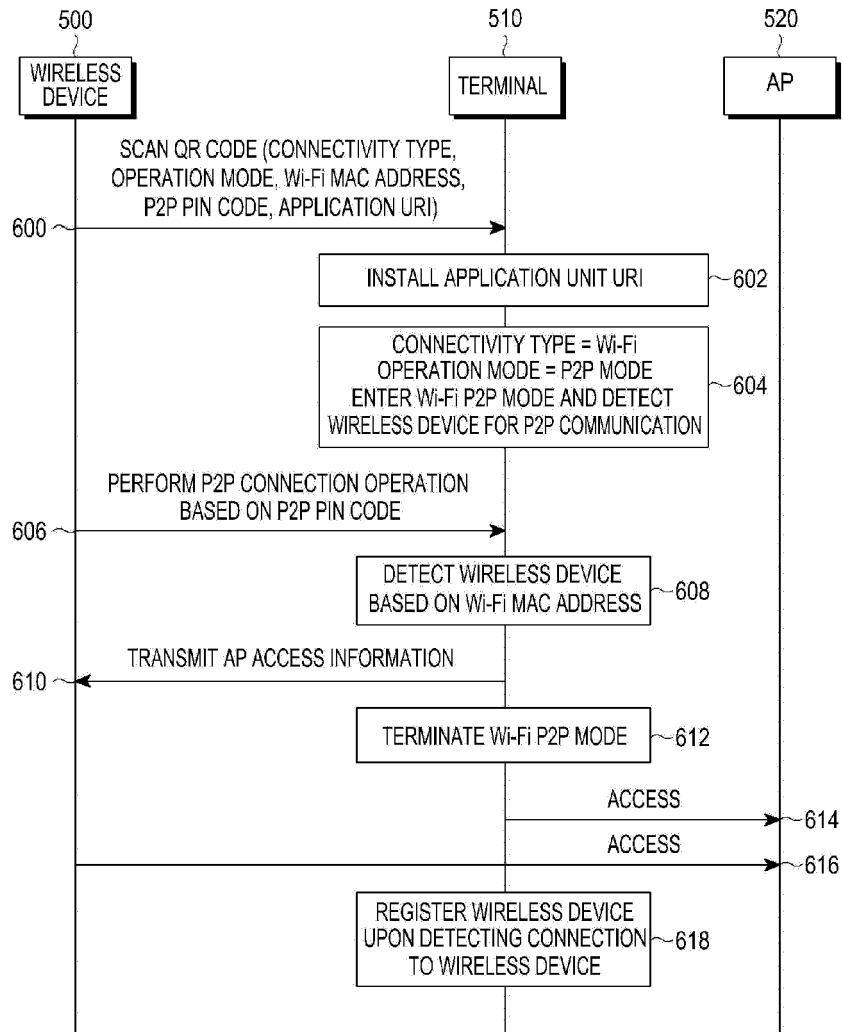 500
510
520
WIRELESS
DEVICE
TERMINAL
AP
SCAN QR CODE (CONNECTIVITY TYPE,
OPERATION MODE, Wi-Fi MAC ADDRESS,
P2P PIN CODE, APPLICATION URI)
600
INSTALL APPLICATION UNIT URI
602
CONNECTIVITY TYPE = Wi-Fi
OPERATION MODE = P2P MODE
ENTER Wi-Fi P2P MODE AND DETECT
WIRELESS DEVICE FOR P2P COMMUNICATION
604
PERFORM P2P CONNECTION OPERATION
BASED ON P2P PIN CODE
606
DETECT WIRELESS DEVICE
BASED ON Wi-Fi MAC ADDRESS
608
TRANSMIT AP ACCESS INFORMATION
610
TERMINATE Wi-Fi P2P MODE
612
ACCESS
614
ACCESS
616
REGISTER WIRELESS DEVICE
UPON DETECTING CONNECTION
TO WIRELESS DEVICE
618